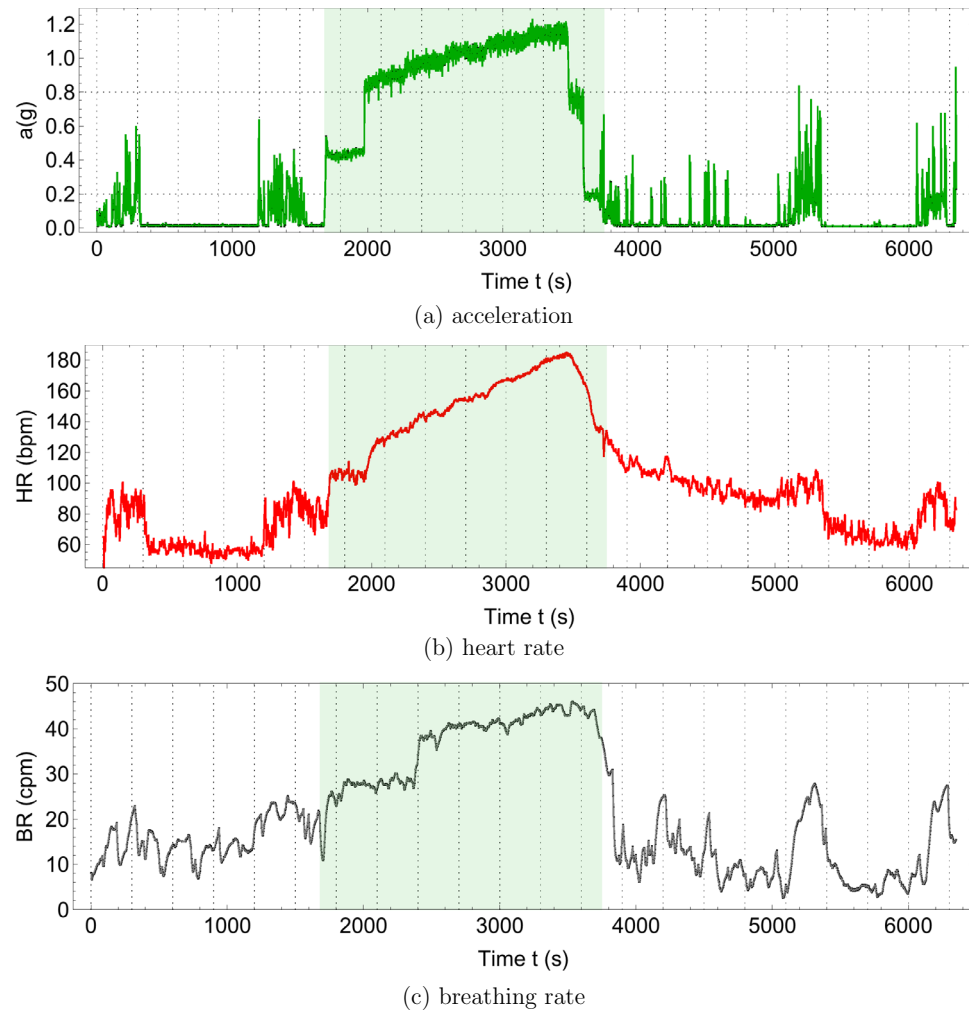 1.2
1.0
0.8
0.6
0.4
0.2
0.0
a(g)
0 1000 2000 3000 4000 5000 6000
Time t (s)
(a) acceleration
180
160
140
120
100
80
60
HR (bpm)
0 1000 2000 3000 4000 5000 6000
Time t (s)
(b) heart rate
50
40
30
20
10
0
BR (cpm)
0 1000 2000 3000 4000 5000 6000
Time t (s)
(c) breathing rate